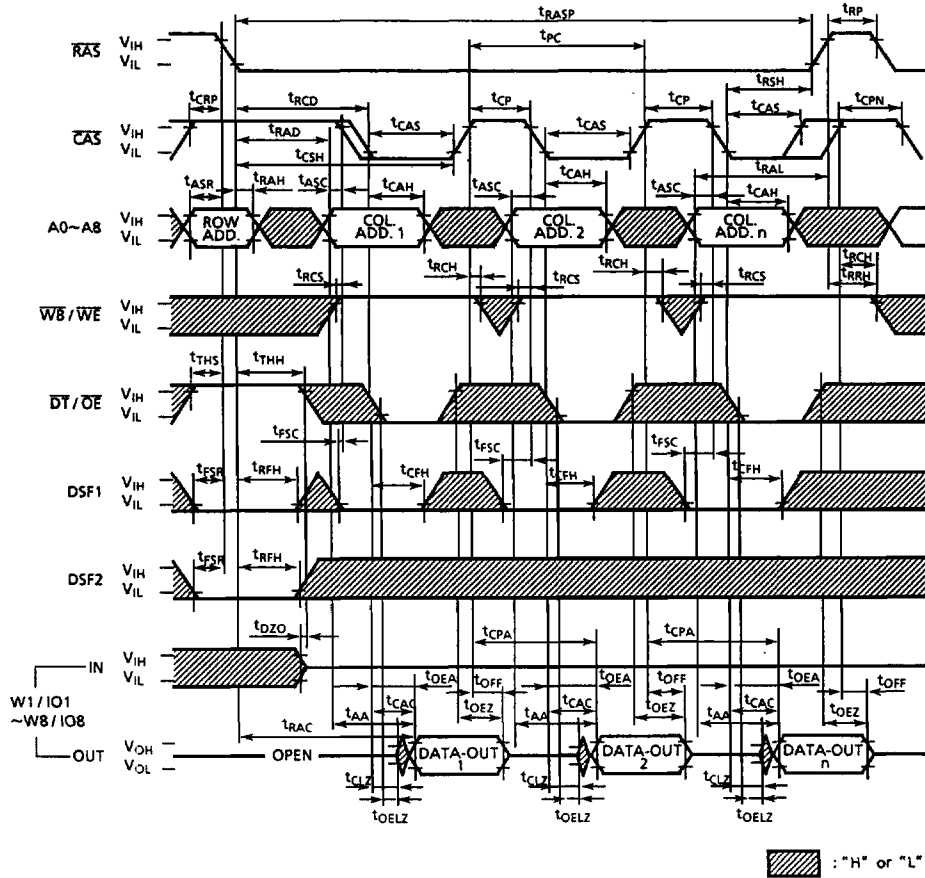 tRASP
tRP
tPC
RAS
VIH
VIL
tRSH
tCRP
tRCD
tCP
tCP
tCAS
tCPN
CAS
VIH
VIL
tRAD
tCAS
tCAS
tCSH
tRAL
tASR
tRAH
tASC
tCAH
tASC
tCAH
tASC
tCAH
A0~A8
VIH
VIL
ROW ADD.
COL. ADD. 1
COL. ADD. 2
COL. ADD. n
tRCH
tRCS
tRCH
tRCS
tRCH
tRCS
tRRH
WB / WE
VIH
VIL
tTHS
tTHH
DT / OE
VIH
VIL
tFSC
tFSC
tFSC
tFSR
tRFH
tCFH
tCFH
tCFH
DSF1
VIH
VIL
tFSR
tRFH
DSF2
VIH
VIL
tDZO
tCPA
tCPA
IN
VIH
VIL
W1 / IO1
~W8 / IO8
tOEA
tOFF
tOEA
tOFF
tOEA
tOFF
tCAC
tCAC
tCAC
tAA
tOEZ
tAA
tOEZ
tAA
tOEZ
tRAC
OUT
VOH
VOL
OPEN
DATA-OUT 1
DATA-OUT 2
DATA-OUT n
tCLZ
tCLZ
tCLZ
tOELZ
tOELZ
tOELZ
: "H" or "L"